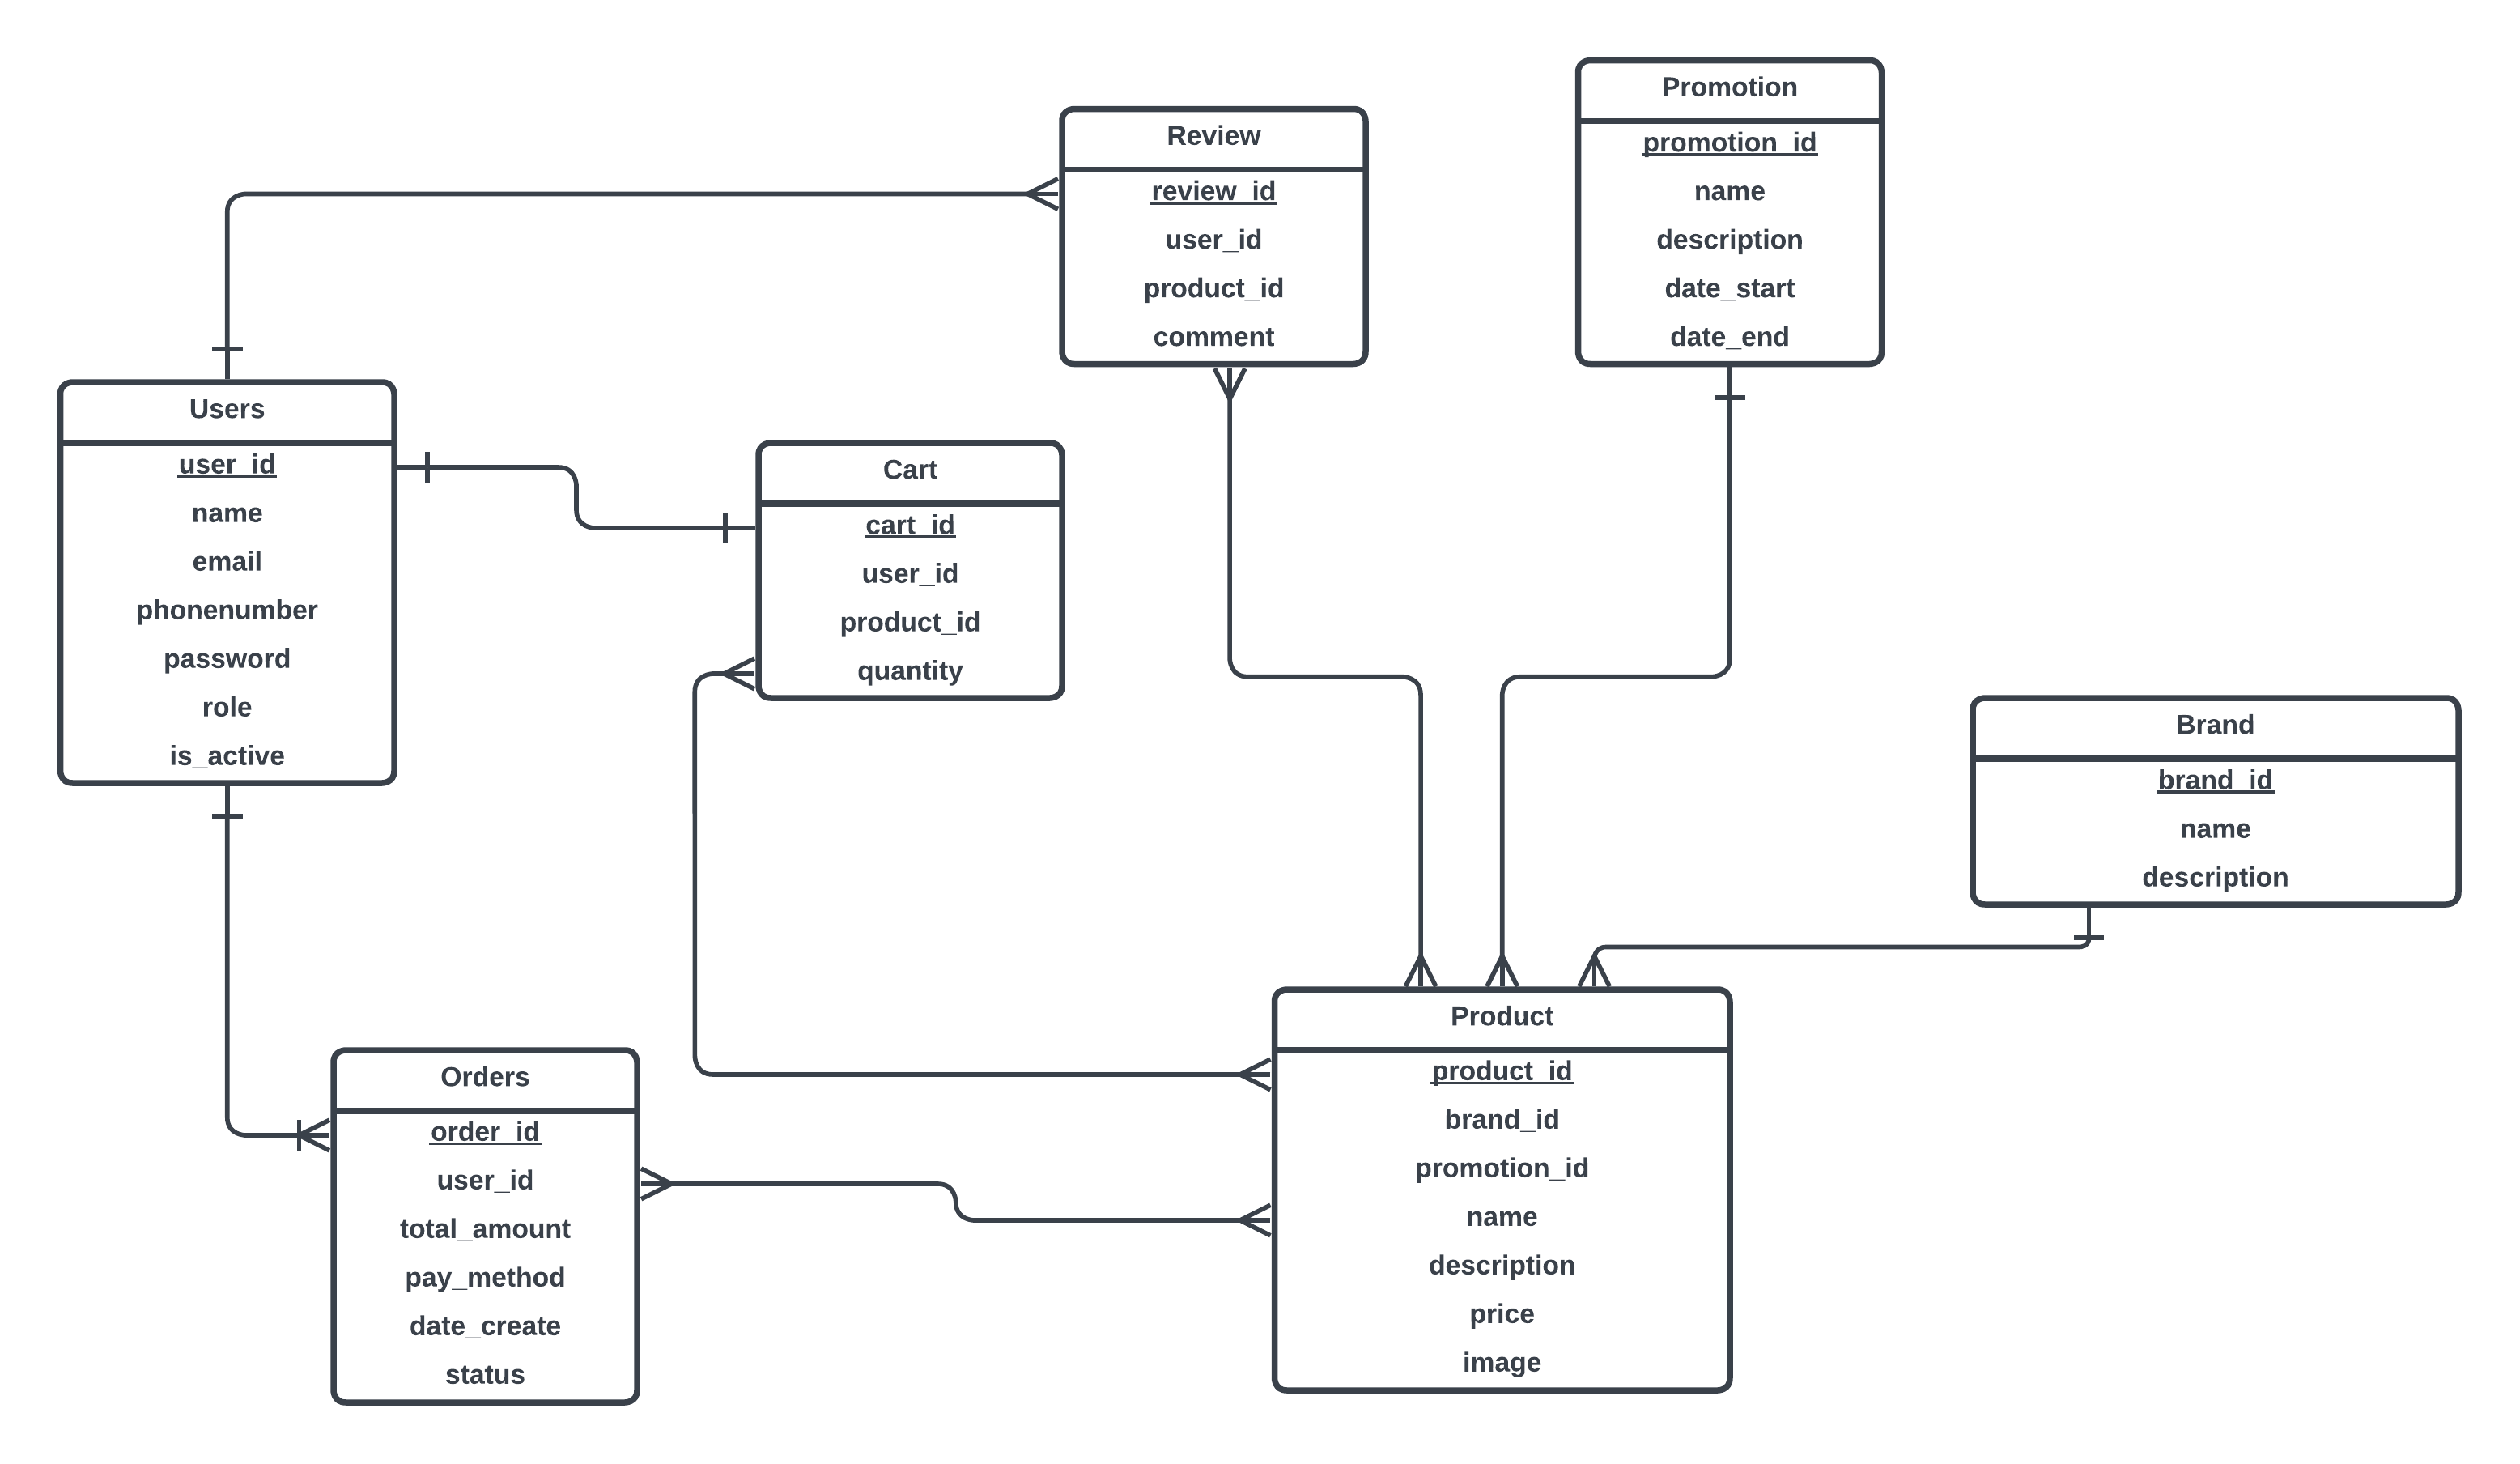 Promotion
promotion_id
name
description
date_start
date_end
Review
review_id
user_id
product_id
comment
Users
user_id
name
email
phonenumber
password
role
is_active
Cart
cart_id
user_id
product_id
quantity
Brand
brand_id
name
description
Product
product_id
brand_id
promotion_id
name
description
price
image
Orders
order_id
user_id
total_amount
pay_method
date_create
status